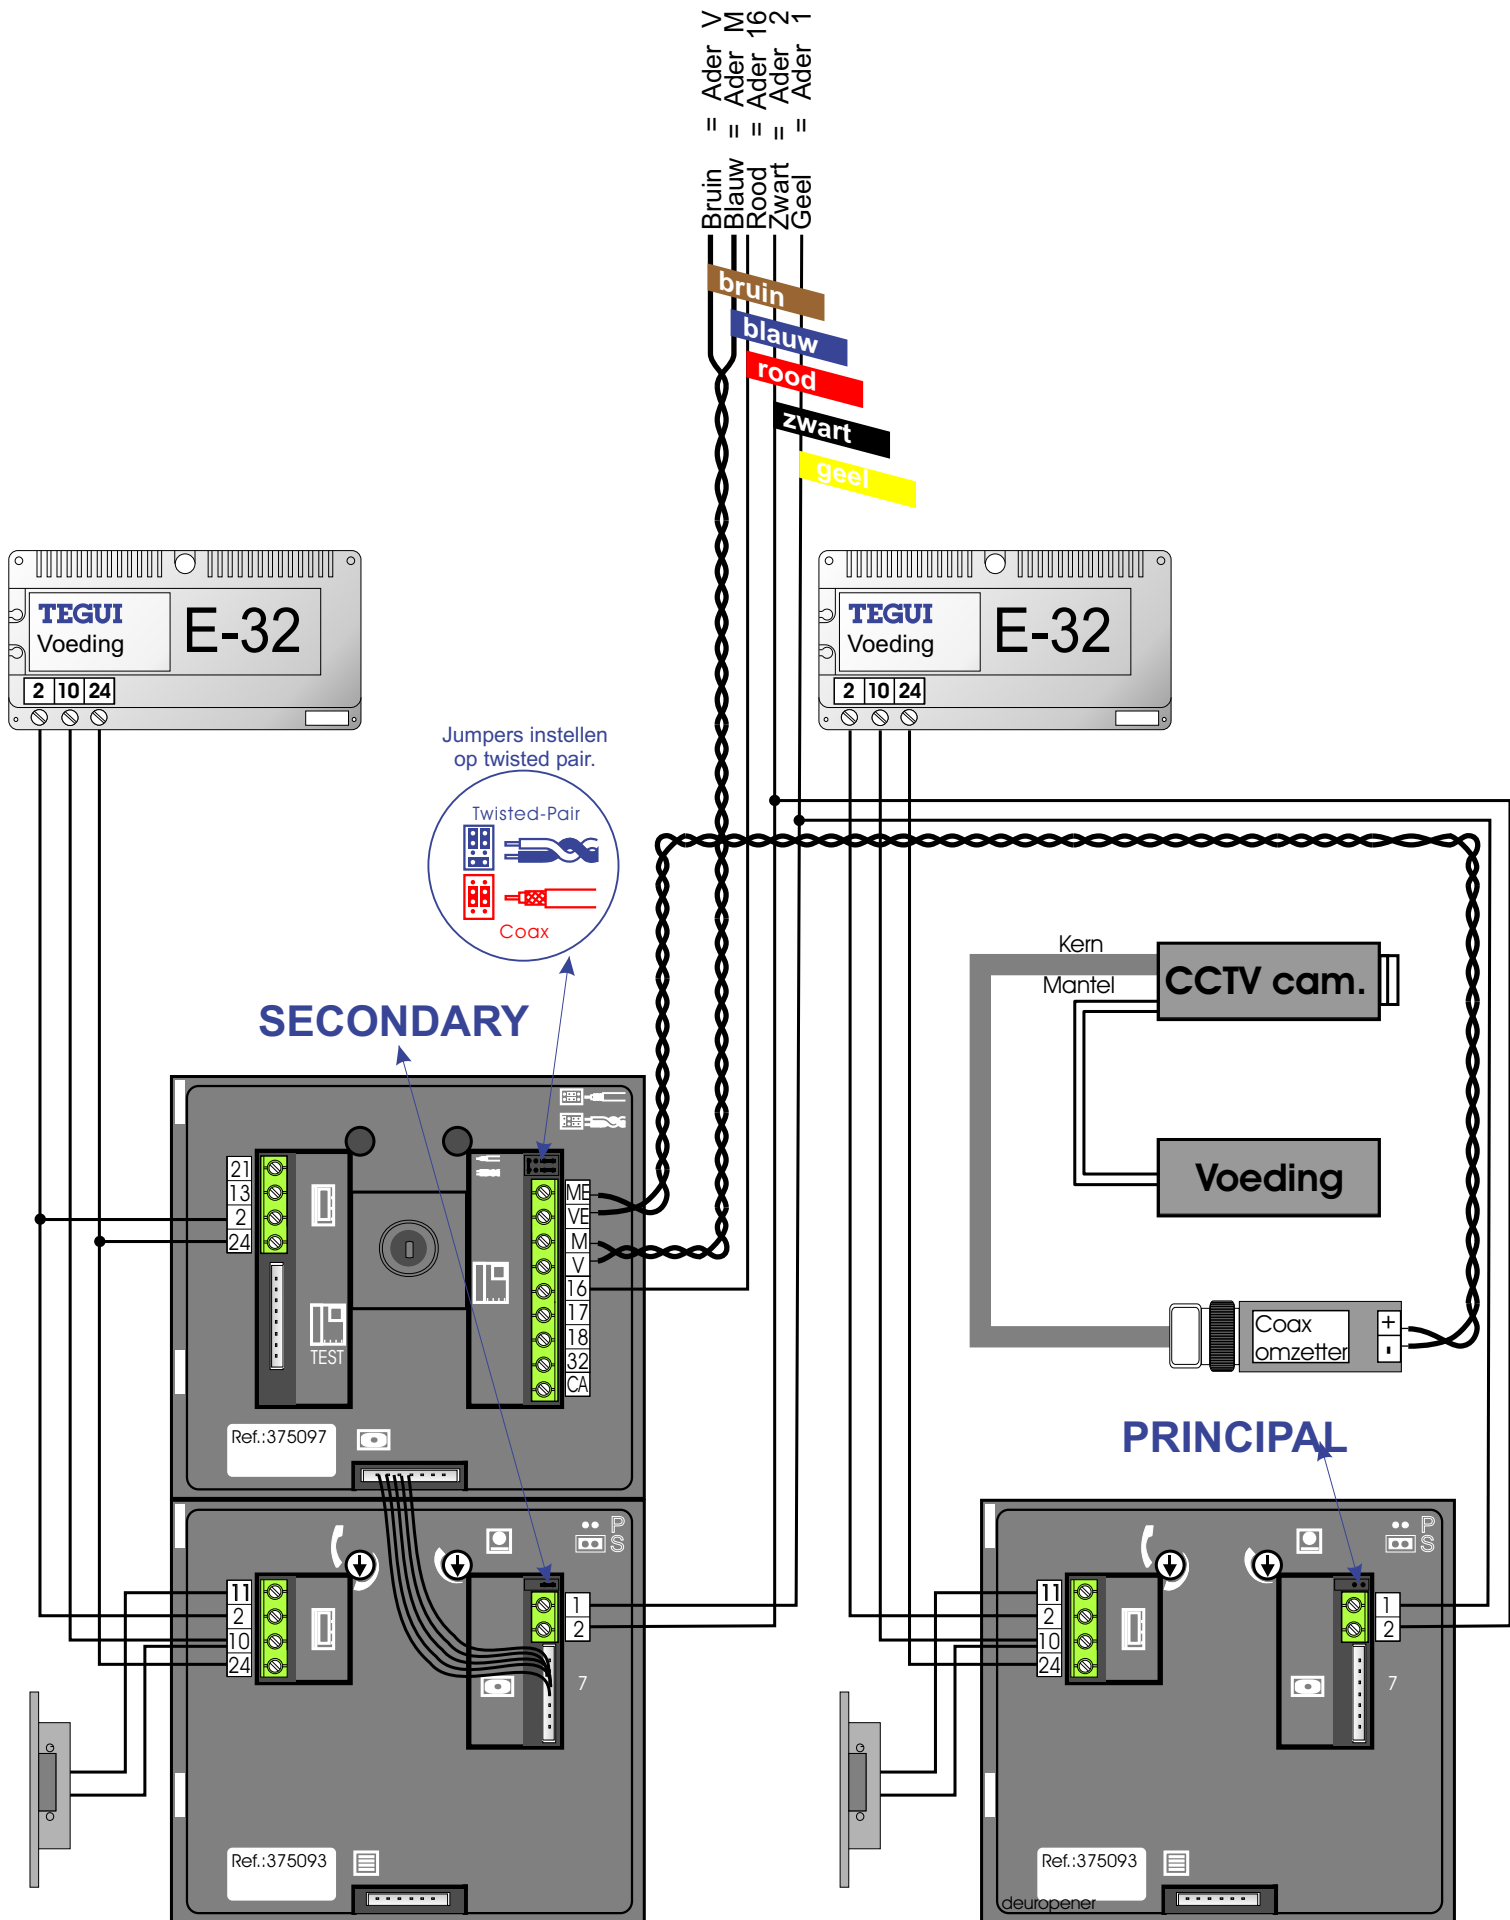 Bruin = Ader V
Blauw = Ader M
Rood = Ader 16
Zwart = Ader 2
Geel = Ader 1
bruin
blauw
rood
zwart
geel
TEGUI
Voeding
E-32
2 10 24
TEGUI
Voeding
E-32
2 10 24
Jumpers instellen
op twisted pair.
Twisted-Pair
Coax
SECONDARY
Kern
Mantel
CCTV cam.
Voeding
Coax
omzetter
+
-
PRINCIPAL
21
13
2
24
TEST
ME
VE
M
V
16
17
18
32
CA
Ref.:375097
P
S
11
2
10
24
1
2
7
Ref.:375093
P
S
11
2
10
24
1
2
7
Ref.:375093
deuropener